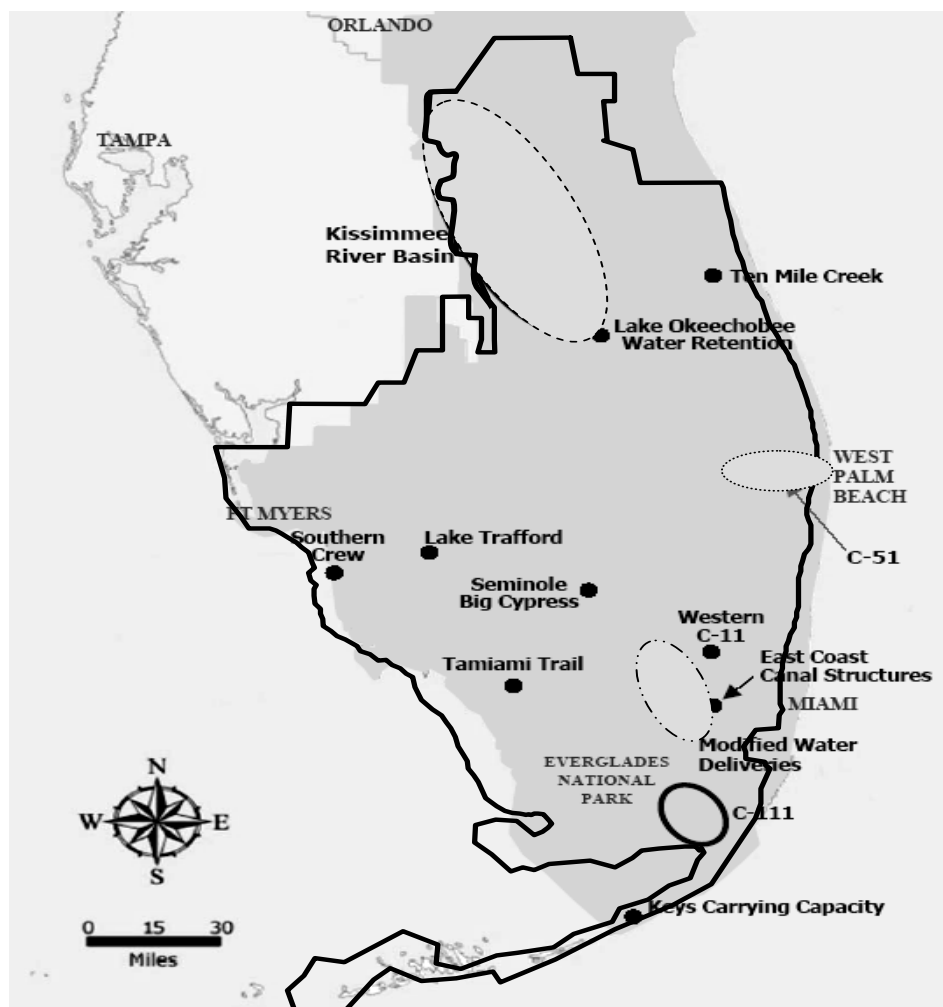 ORLANDO
TAMPA
Kissimmee
River Basin
Ten Mile Creek
Lake Okeechobee
Water Retention
WEST
PALM
BEACH
FT MYERS
Southern
Crew
Lake Trafford
C-51
Seminole
Big Cypress
Western
C-11
Tamiami Trail
East Coast
Canal Structures
MIAMI
Modified Water
Deliveries
EVERGLADES
NATIONAL
PARK
C-111
N
W
E
S
Keys Carrying Capacity
0 15 30
Miles